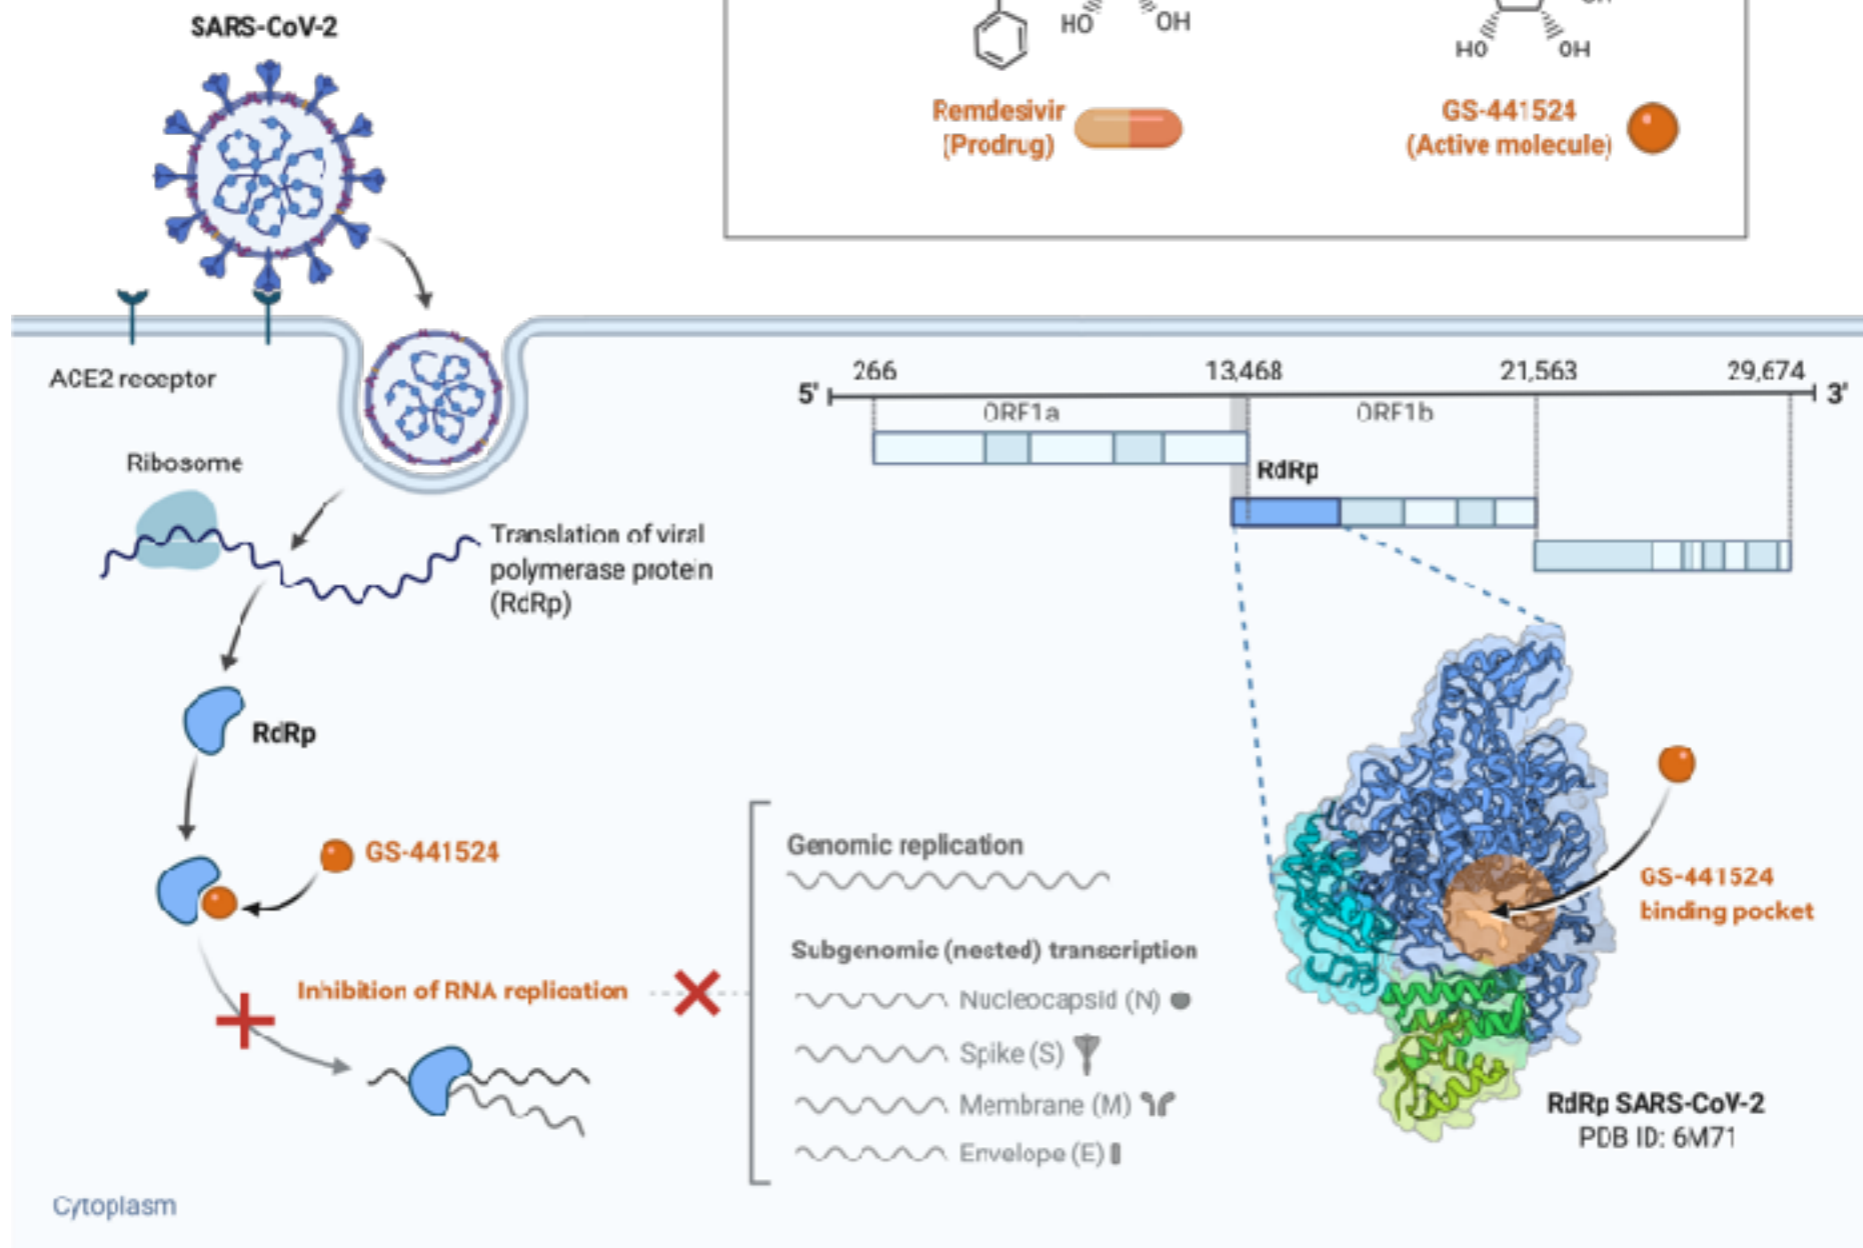 SARS-CoV-2
HO
OH
HO
OH
Remdesivir
(Prodrug)
GS-441524
(Active molecule)
ACE2 receptor
Ribosome
Translation of viral
polymerase protein
(RdRp)
RdRp
GS-441524
Inhibition of RNA replication
Cytoplasm
Genomic replication
Subgenomic (nested) transcription
Nucleocapsid (N)
Spike (S)
Membrane (M)
Envelope (E)
266
13,468
21,563
29,674
5'
3'
ORF1a
ORF1b
RdRp
GS-441524
binding pocket
RdRp SARS-CoV-2
PDB ID: 6M71